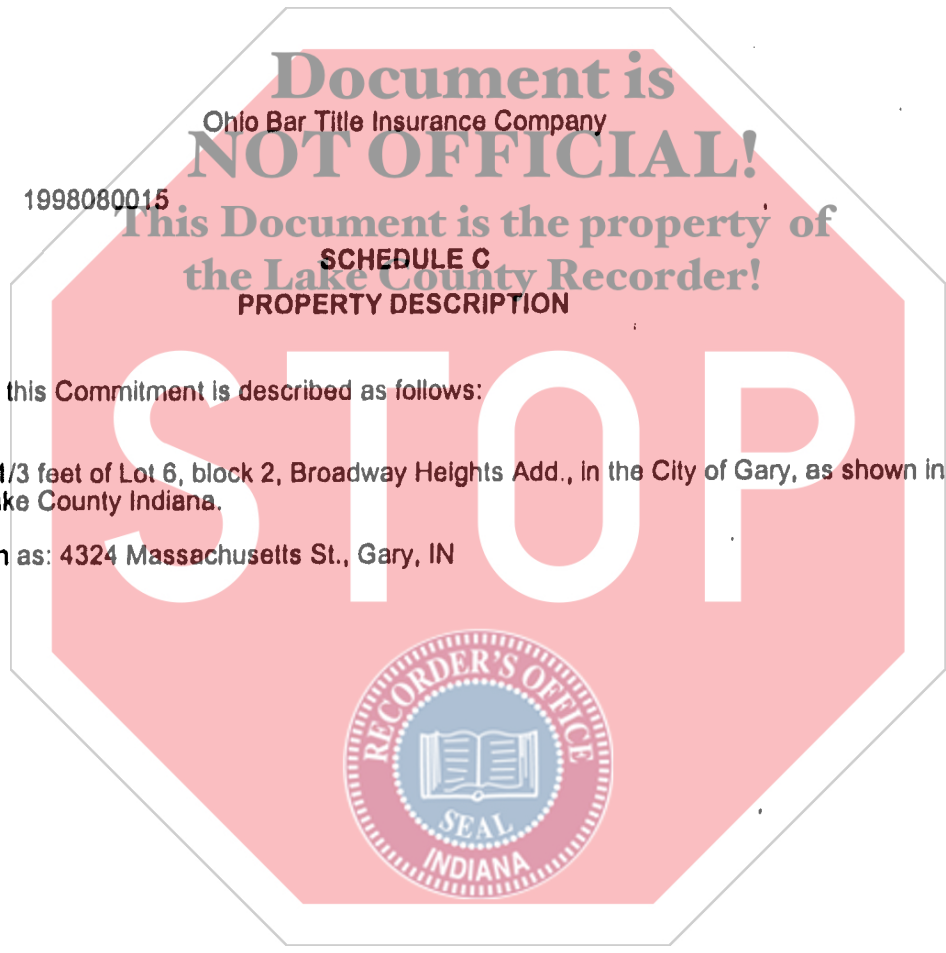 Document is
Ohio Bar Title Insurance Company
NOT OFFICIAL!
1998080015
This Document is the property of
SCHEDULE C
the Lake County Recorder!
PROPERTY DESCRIPTION
this Commitment is described as follows:
1/3 feet of Lot 6, block 2, Broadway Heights Add., in the City of Gary, as shown in
ke County Indiana.
as: 4324 Massachusetts St., Gary, IN
STOP
RECORDER'S OFFICE
SEAL
INDIANA